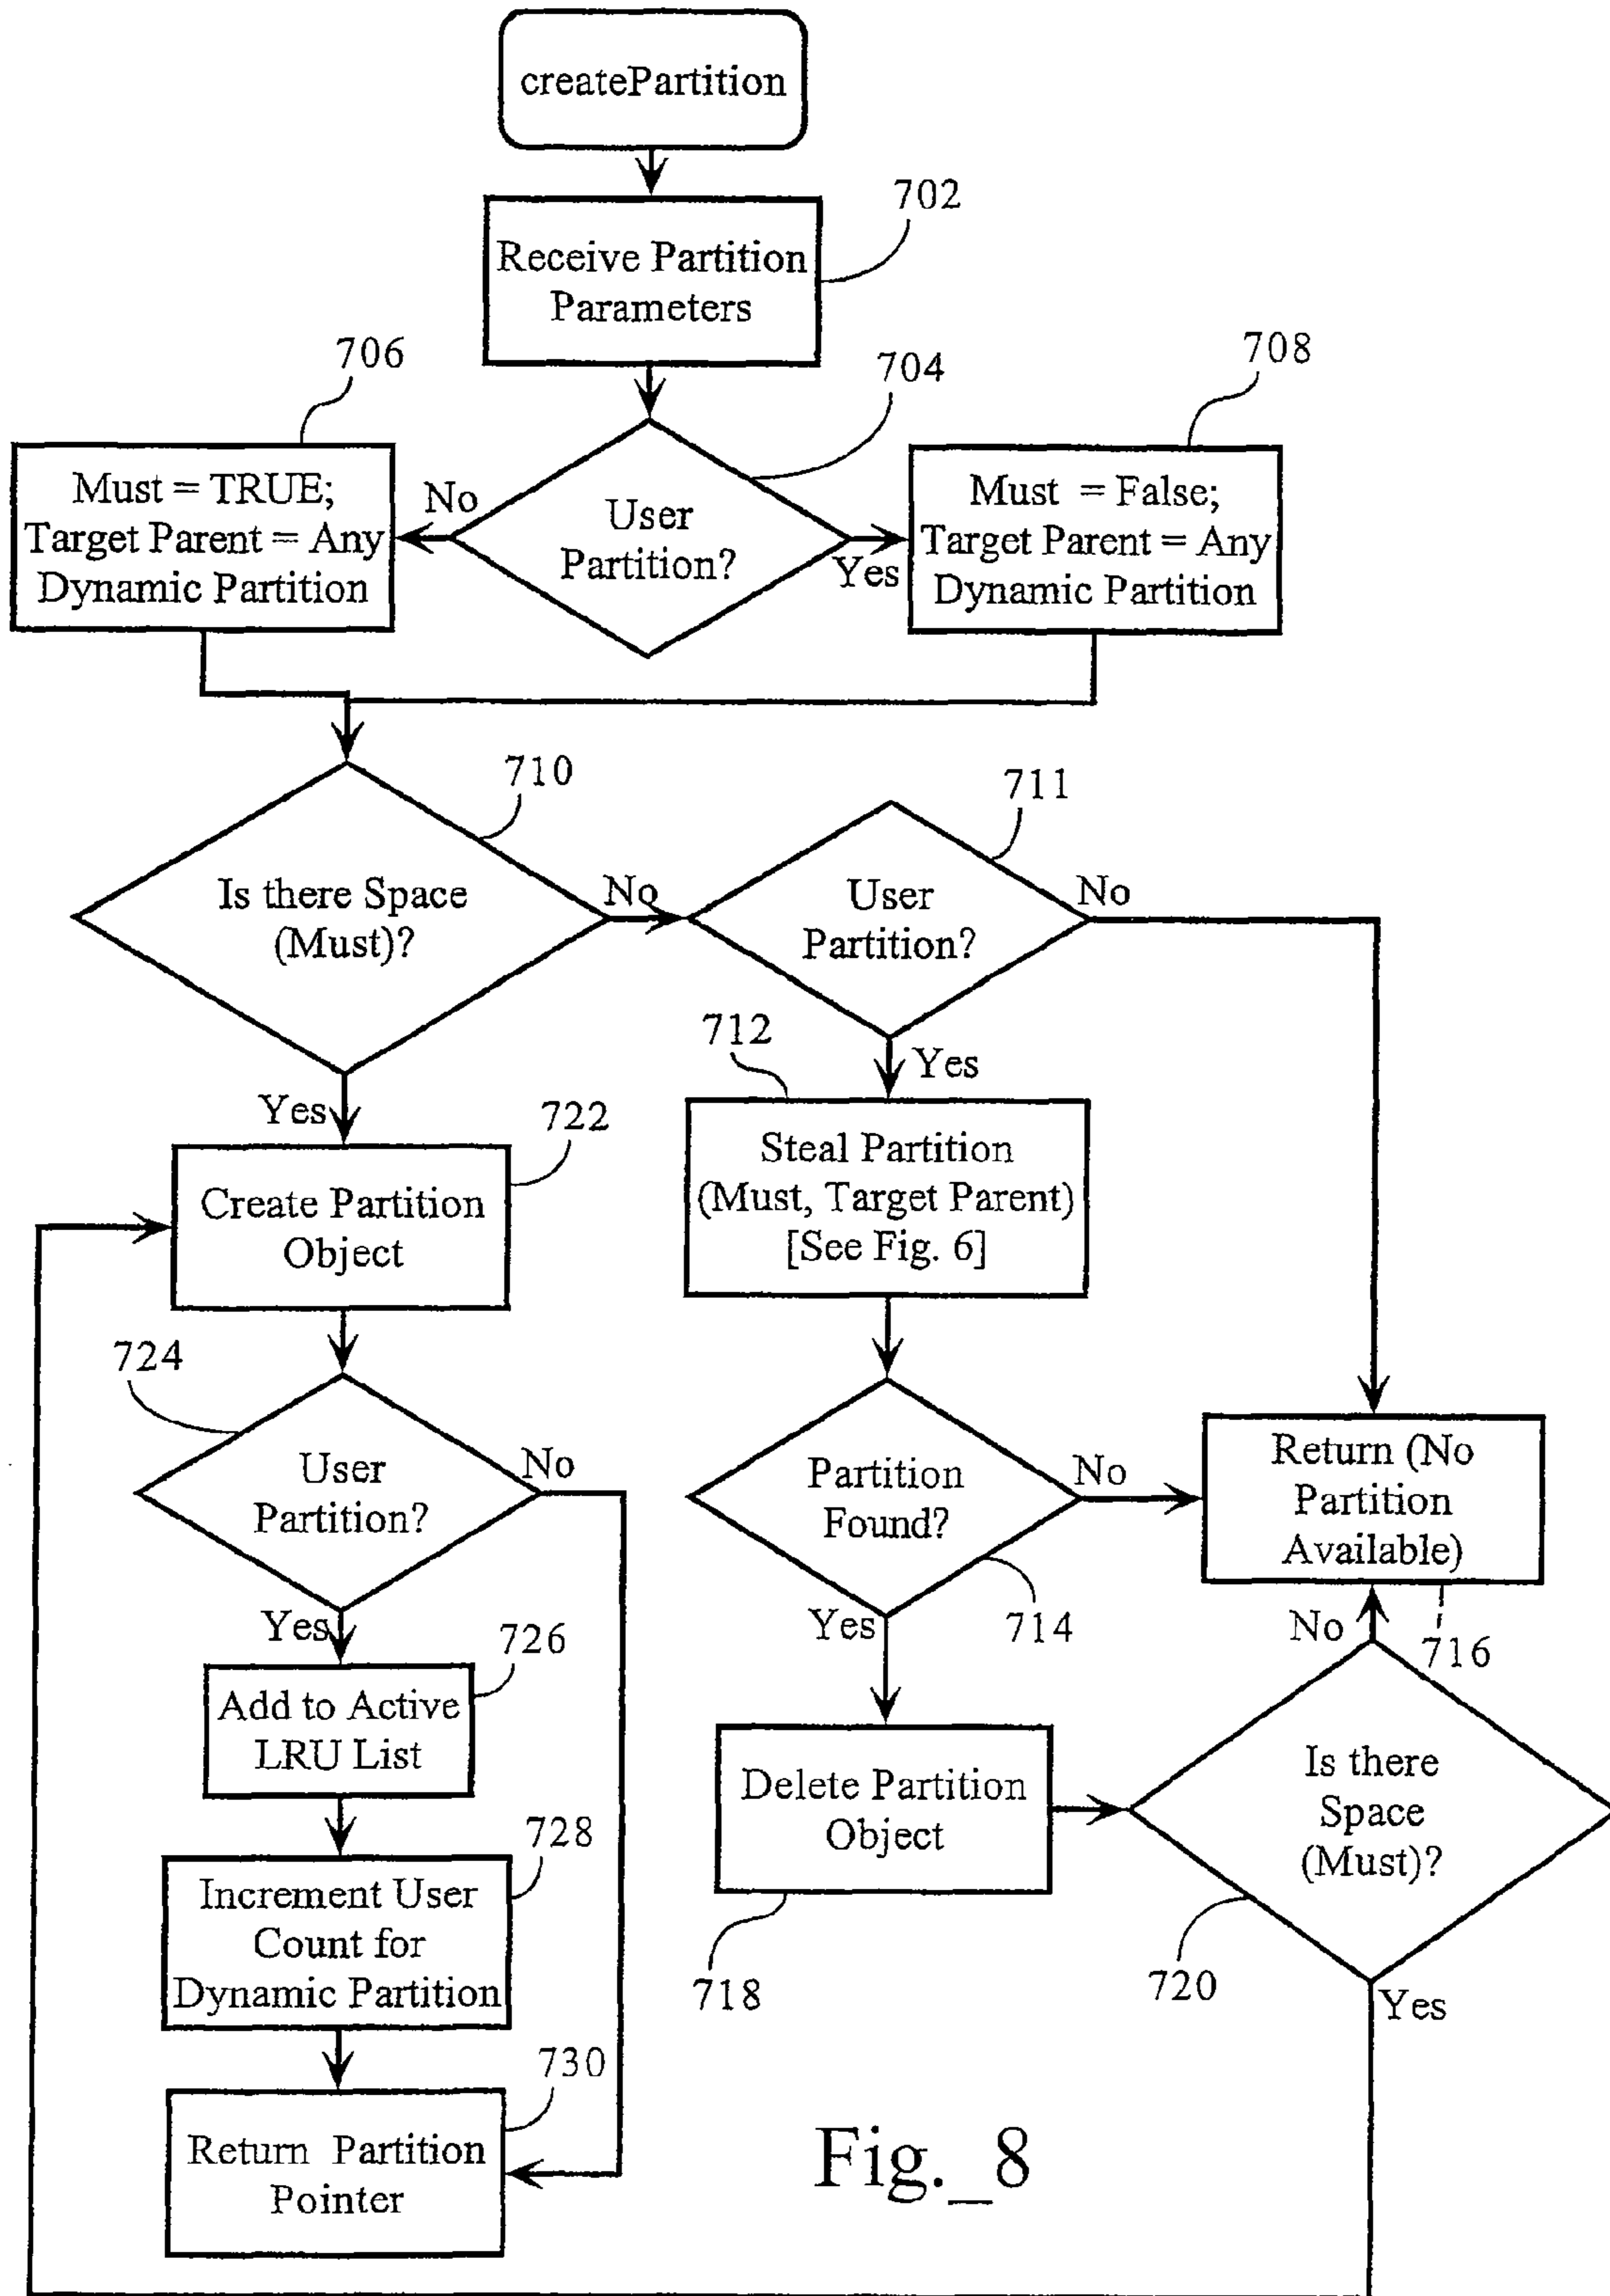 createPartition
702
Receive Partition
Parameters
706
704
708
Must = TRUE;
Target Parent = Any
Dynamic Partition
No
User
Partition?
Yes
Must = False;
Target Parent = Any
Dynamic Partition
710
711
Is there Space
(Must)?
No
User
Partition?
No
712
Yes
Yes
722
Create Partition
Object
Steal Partition
(Must, Target Parent)
[See Fig. 6]
724
User
Partition?
No
Partition
Found?
No
Return (No
Partition
Available)
Yes
726
Yes
714
No
716
Add to Active
LRU List
Delete Partition
Object
Is there
Space
(Must)?
728
Increment User
Count for
Dynamic Partition
718
720
Yes
730
Return Partition
Pointer
Fig._8